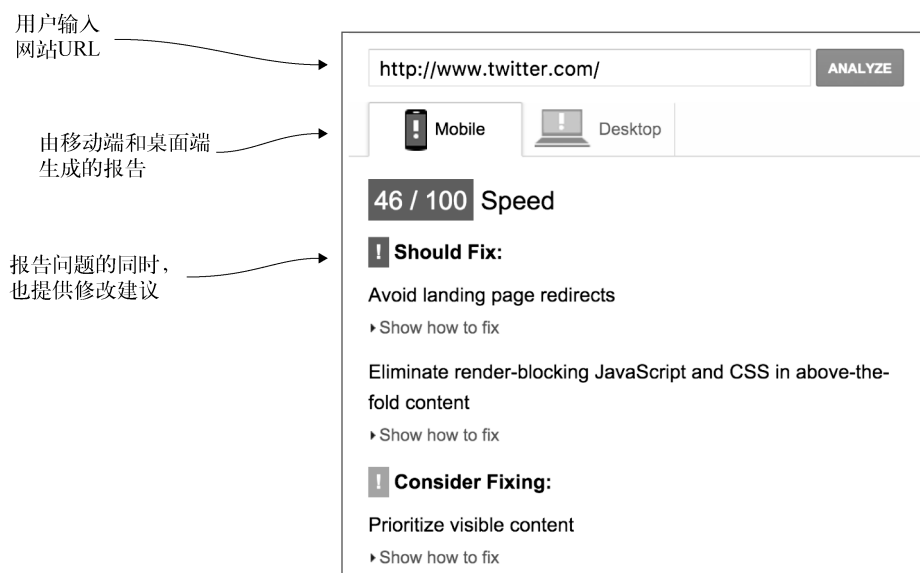 用户输入
网站URL
http://www.twitter.com/
ANALYZE
由移动端和桌面端
生成的报告
Mobile
Desktop
46 / 100 Speed
! Should Fix:
报告问题的同时，
也提供修改建议
Avoid landing page redirects
Show how to fix
Eliminate render-blocking JavaScript and CSS in above-the-
fold content
Show how to fix
! Consider Fixing:
Prioritize visible content
Show how to fix